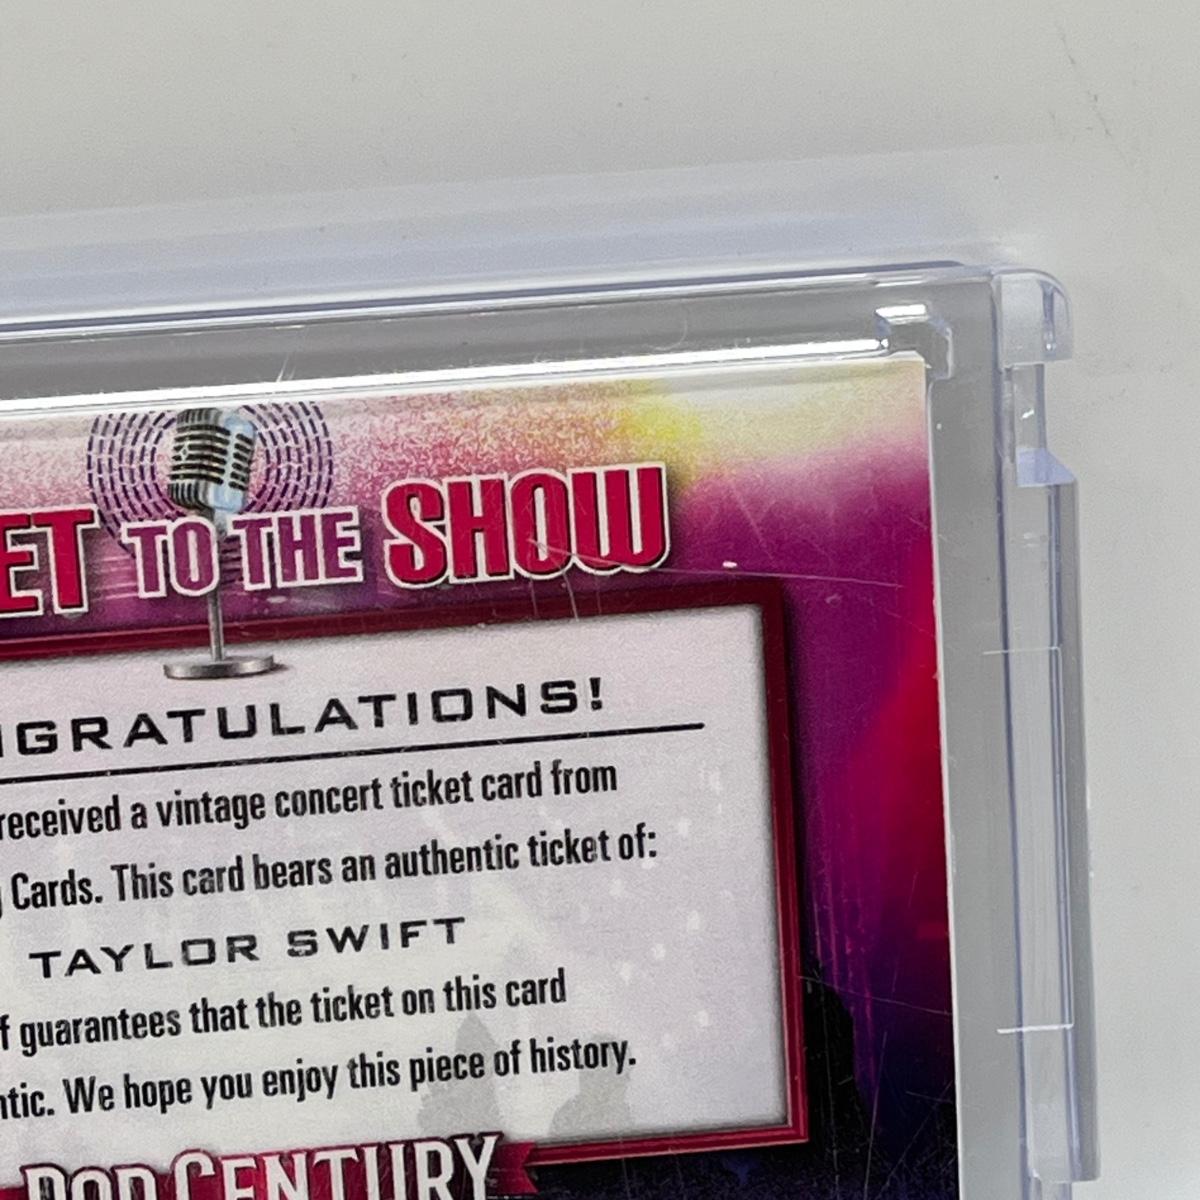 ET TO THE SHOW
NGRATULATIONS!
received a vintage concert ticket card from
Cards. This card bears an authentic ticket of:
TAYLOR SWIFT
f guarantees that the ticket on this card
ntic. We hope you enjoy this piece of history.
POP CENTURY